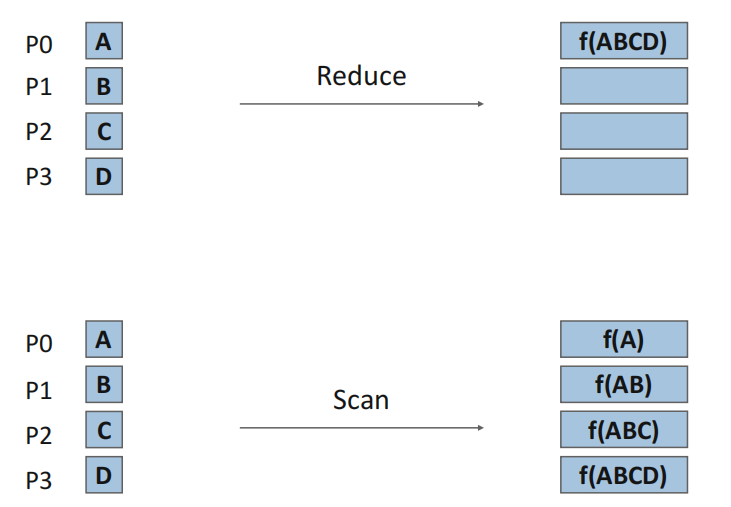 P0 A f(ABCD)
Reduce
P1 B
P2 C
P3 D
P0 A f(A)
P1 B f(AB)
Scan
P2 C f(ABC)
P3 D f(ABCD)